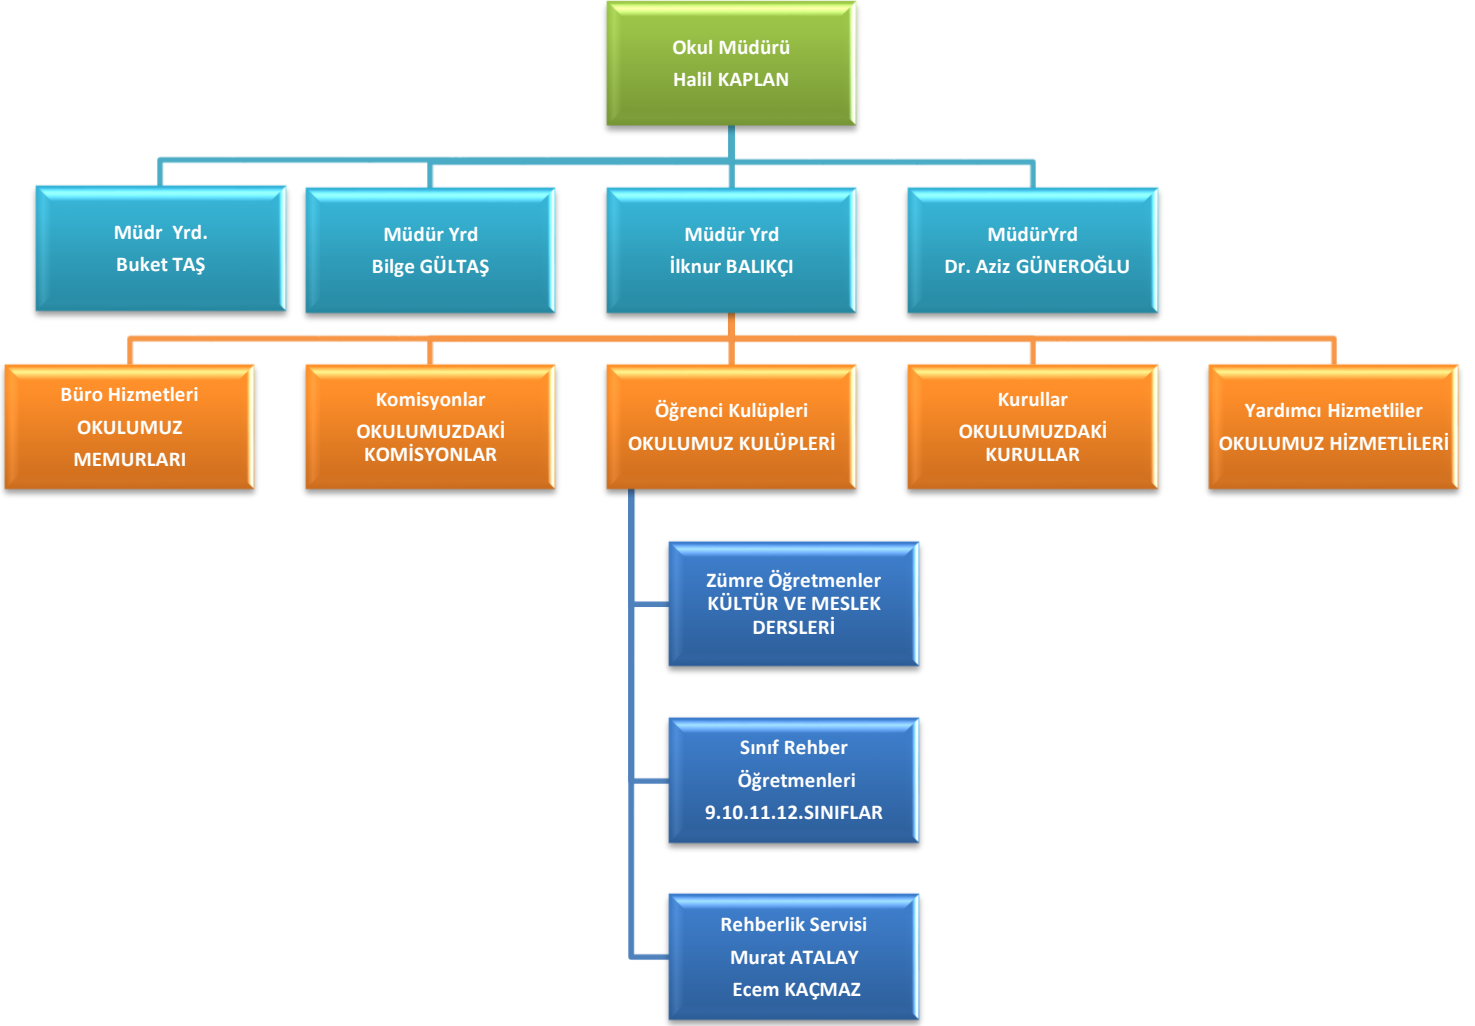 Okul Müdürü
Halil KAPLAN
Müdr  Yrd.
Buket TAŞ
Müdür Yrd
Bilge GÜLTAŞ
Müdür Yrd
İlknur BALIKÇI
MüdürYrd
Dr. Aziz GÜNEROĞLU
Büro Hizmetleri
OKULUMUZ
MEMURLARI
Komisyonlar
OKULUMUZDAKİ
KOMİSYONLAR
Öğrenci Kulüpleri
OKULUMUZ KULÜPLERİ
Kurullar
OKULUMUZDAKİ
KURULLAR
Yardımcı Hizmetliler
OKULUMUZ HİZMETLİLERİ
Zümre Öğretmenler
KÜLTÜR VE MESLEK
DERSLERİ
Sınıf Rehber
Öğretmenleri
9.10.11.12.SINIFLAR
Rehberlik Servisi
Murat ATALAY
Ecem KAÇMAZ